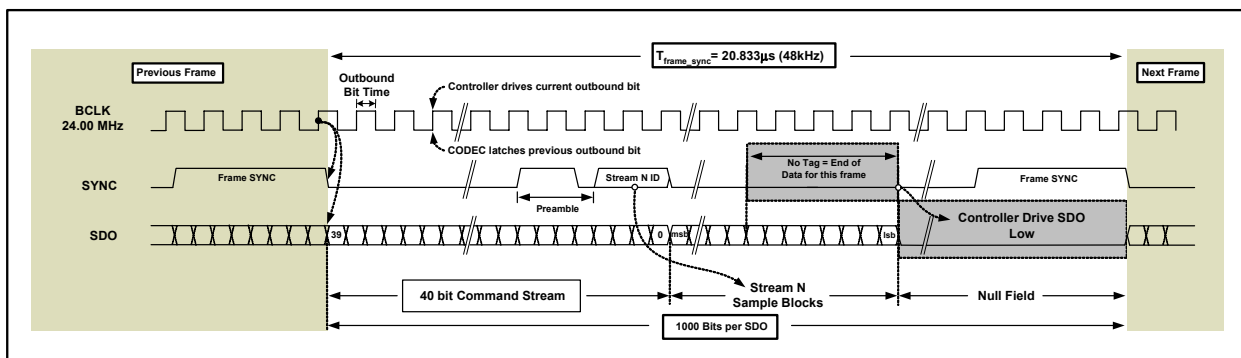 T frame_sync = 20.833μs (48kHz)
Previous Frame
Next Frame
Outbound
Bit Time
Controller drives current outbound bit
BCLK
24.00 MHz
CODEC latches previous outbound bit
No Tag = End of
Data for this frame
Frame SYNC
Stream N ID
Frame SYNC
SYNC
Preamble
Controller Drive SDO
Low
SDO
39
0
msb
lsb
40 bit Command Stream
Stream N
Sample Blocks
Null Field
1000 Bits per SDO